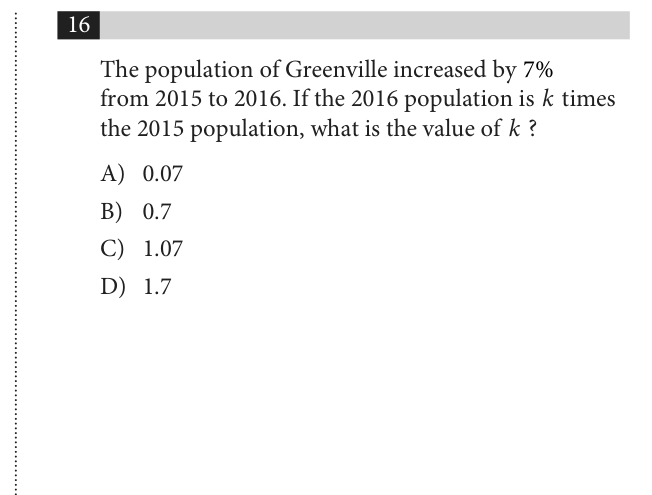 16
The population of Greenville increased by 7%
from 2015 to 2016. If the 2016 population is k times
the 2015 population, what is the value of k ?
A) 0.07
B) 0.7
C) 1.07
D) 1.7